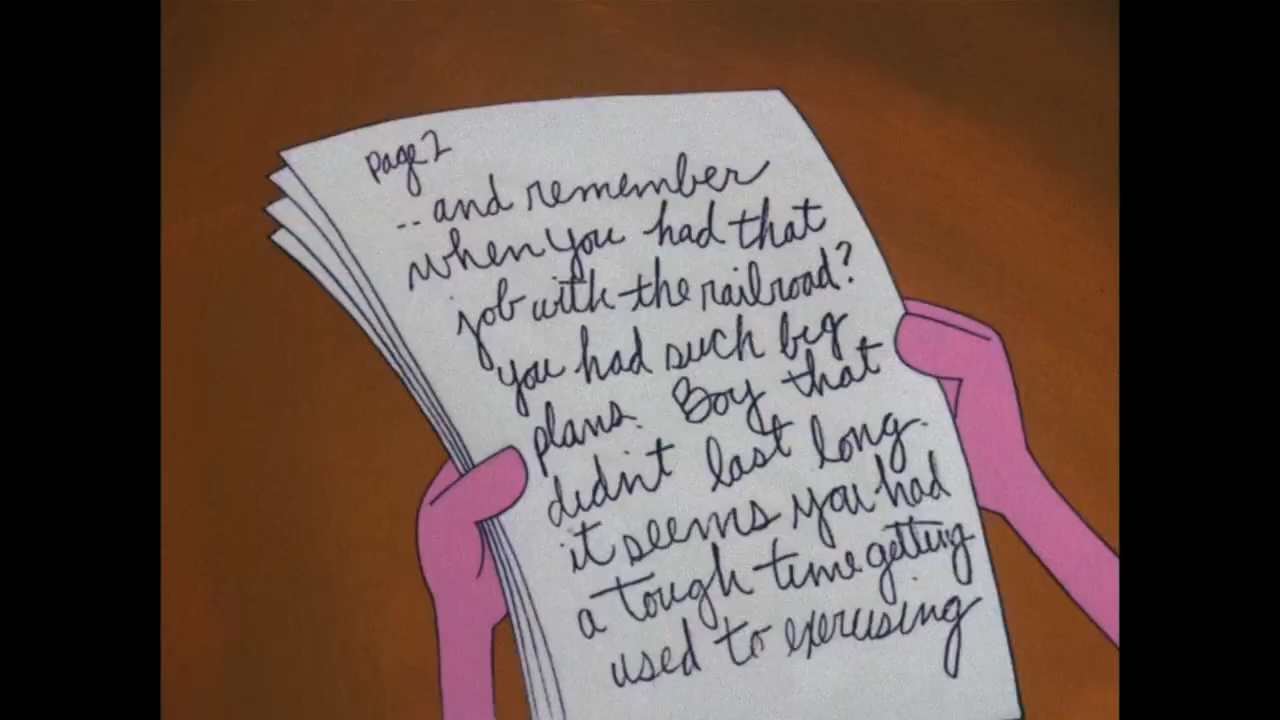 page 2
.. and remember
when you had that
job with the railroad?
you had such big
plans. Boy that
didn't last long.
it seems you had
a tough time getting
used to exercising